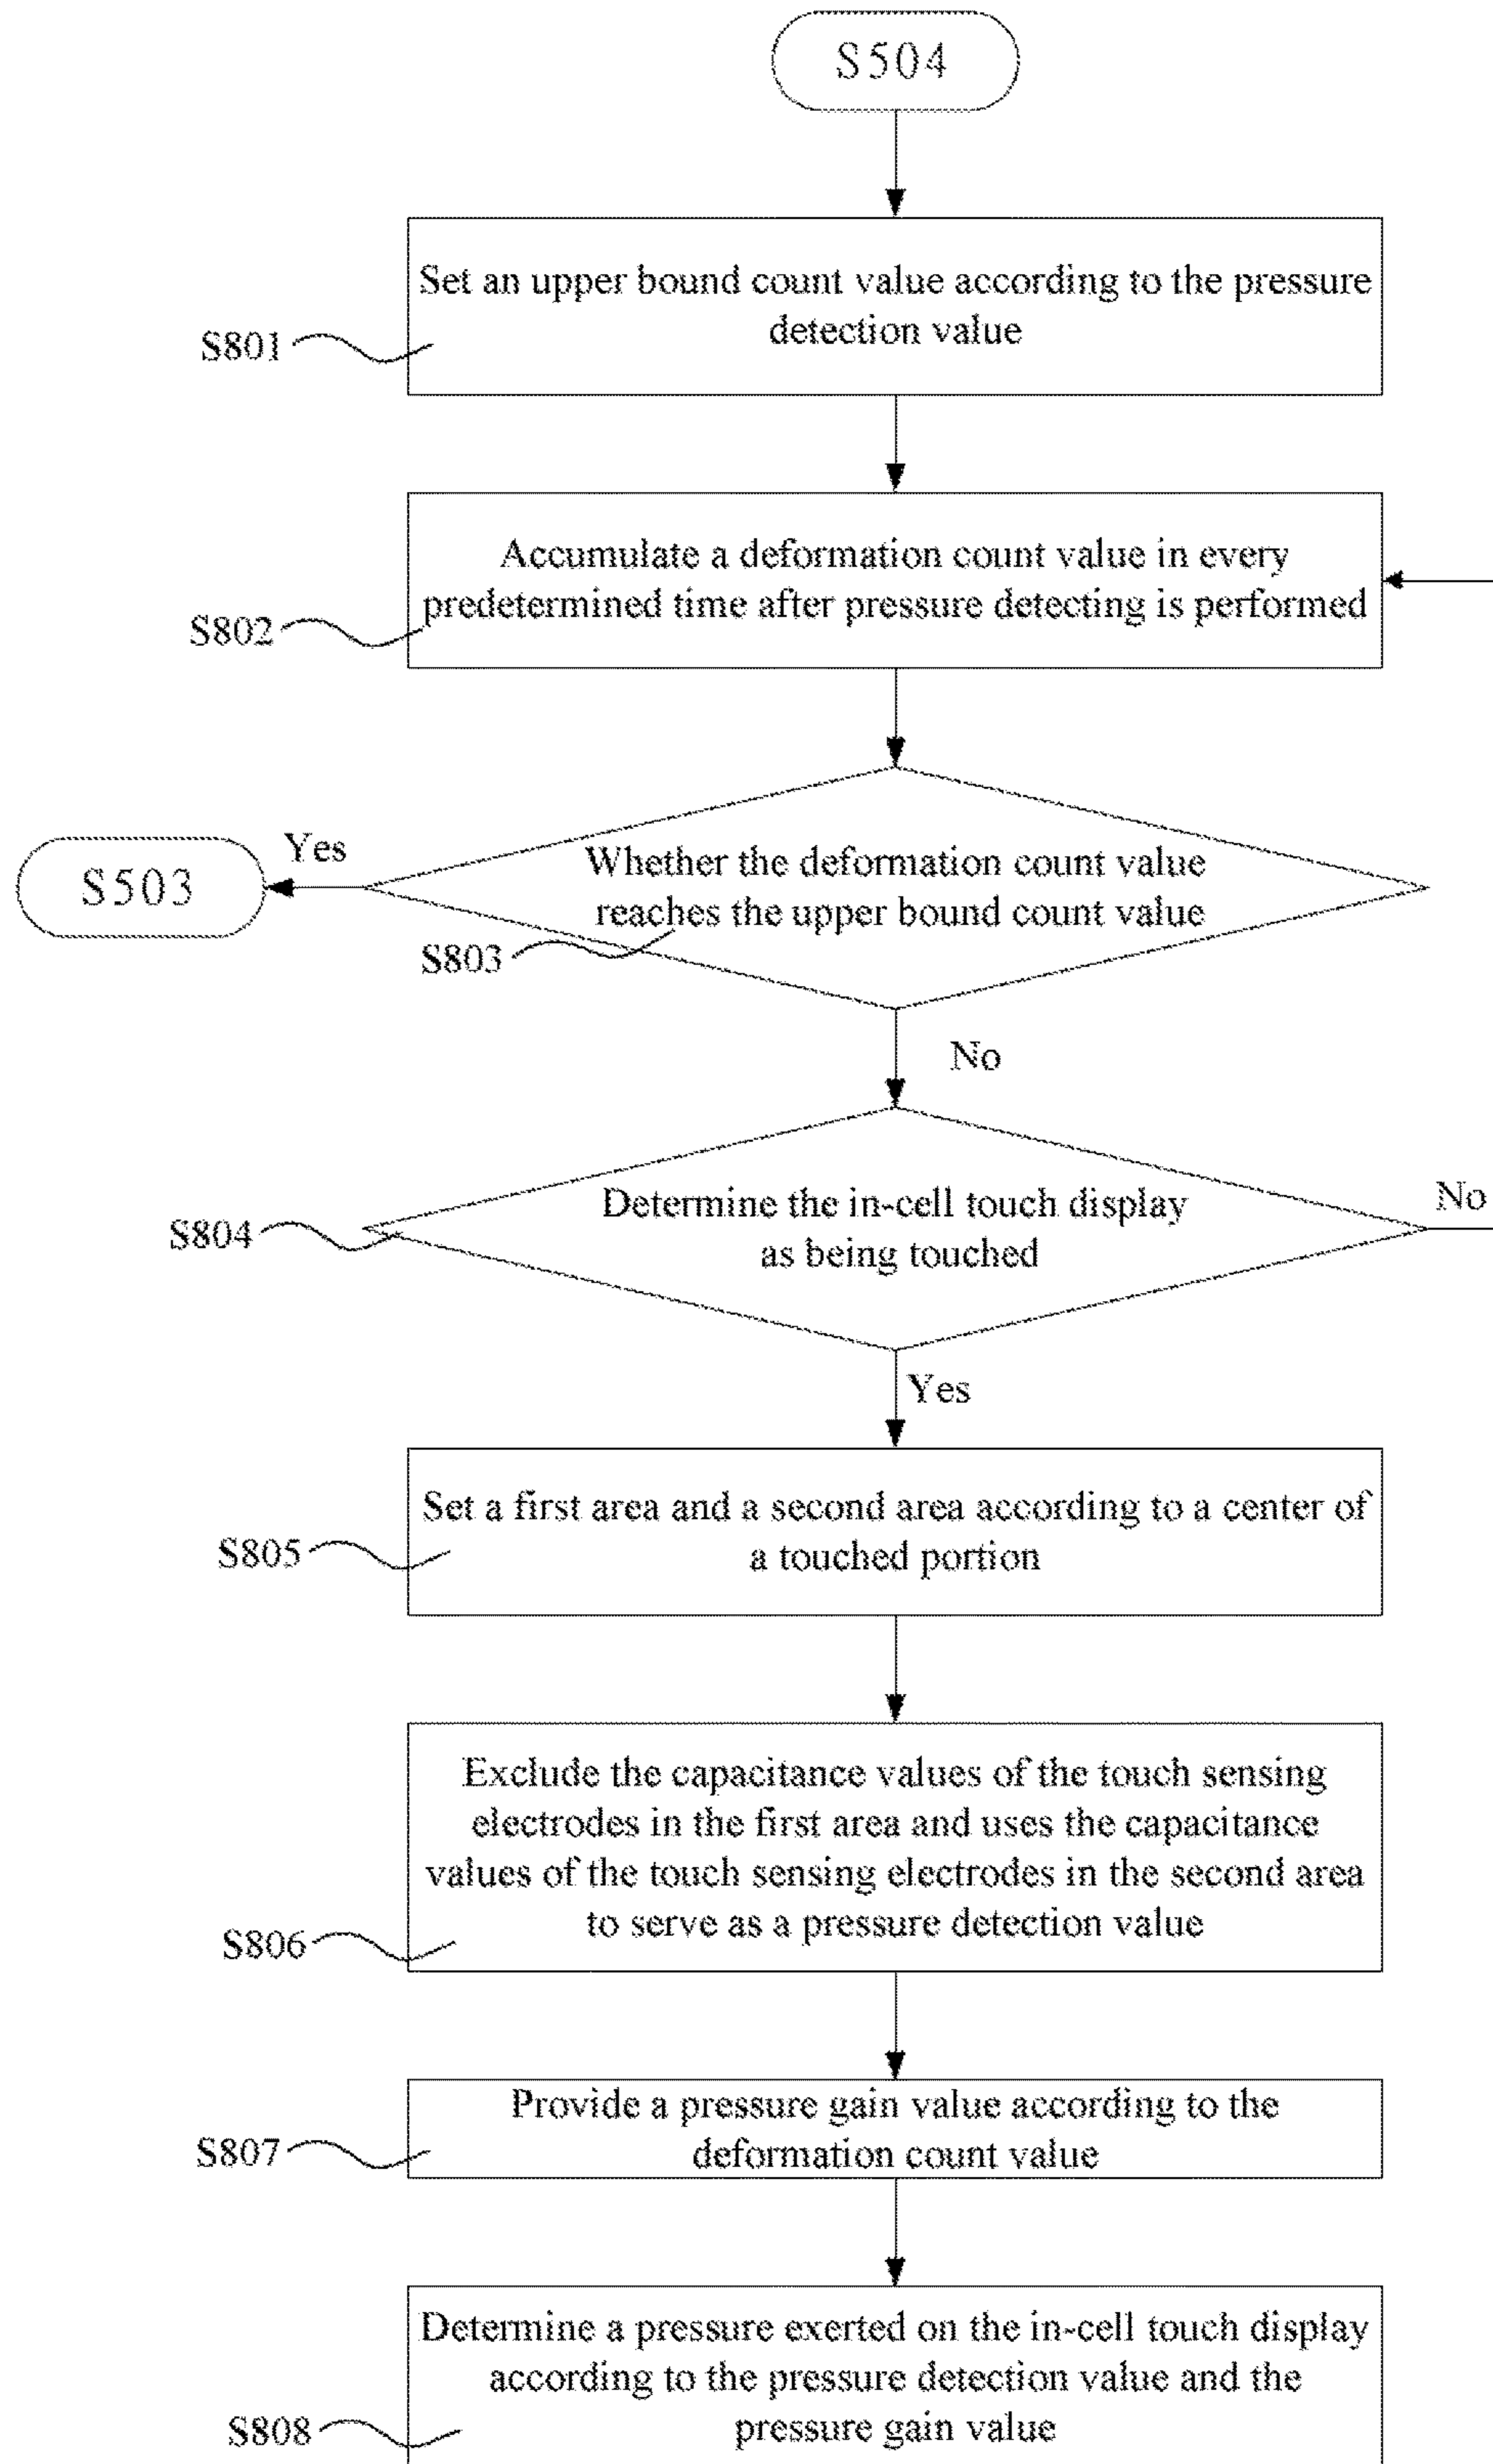 S504
Set an upper bound count value according to the pressure
detection value
S801
Accumulate a deformation count value in every
predetermined time after pressure detecting is performed
S802
Yes
S503
Whether the deformation count value
reaches the upper bound count value
S803
No
Determine the in-cell touch display
as being touched
S804
No
Yes
Set a first area and a second area according to a center of
a touched portion
S805
Exclude the capacitance values of the touch sensing
electrodes in the first area and uses the capacitance
values of the touch sensing electrodes in the second area
to serve as a pressure detection value
S806
Provide a pressure gain value according to the
deformation count value
S807
Determine a pressure exerted on the in-cell touch display
according to the pressure detection value and the
pressure gain value
S808